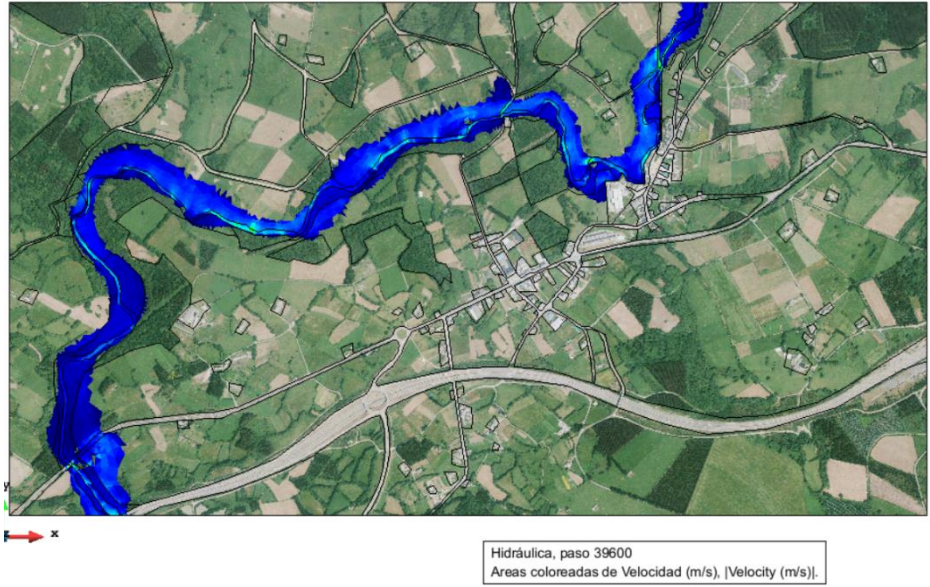 y
x
Hidráulica, paso 39600
Areas coloreadas de Velocidad (m/s), |Velocity (m/s)|.